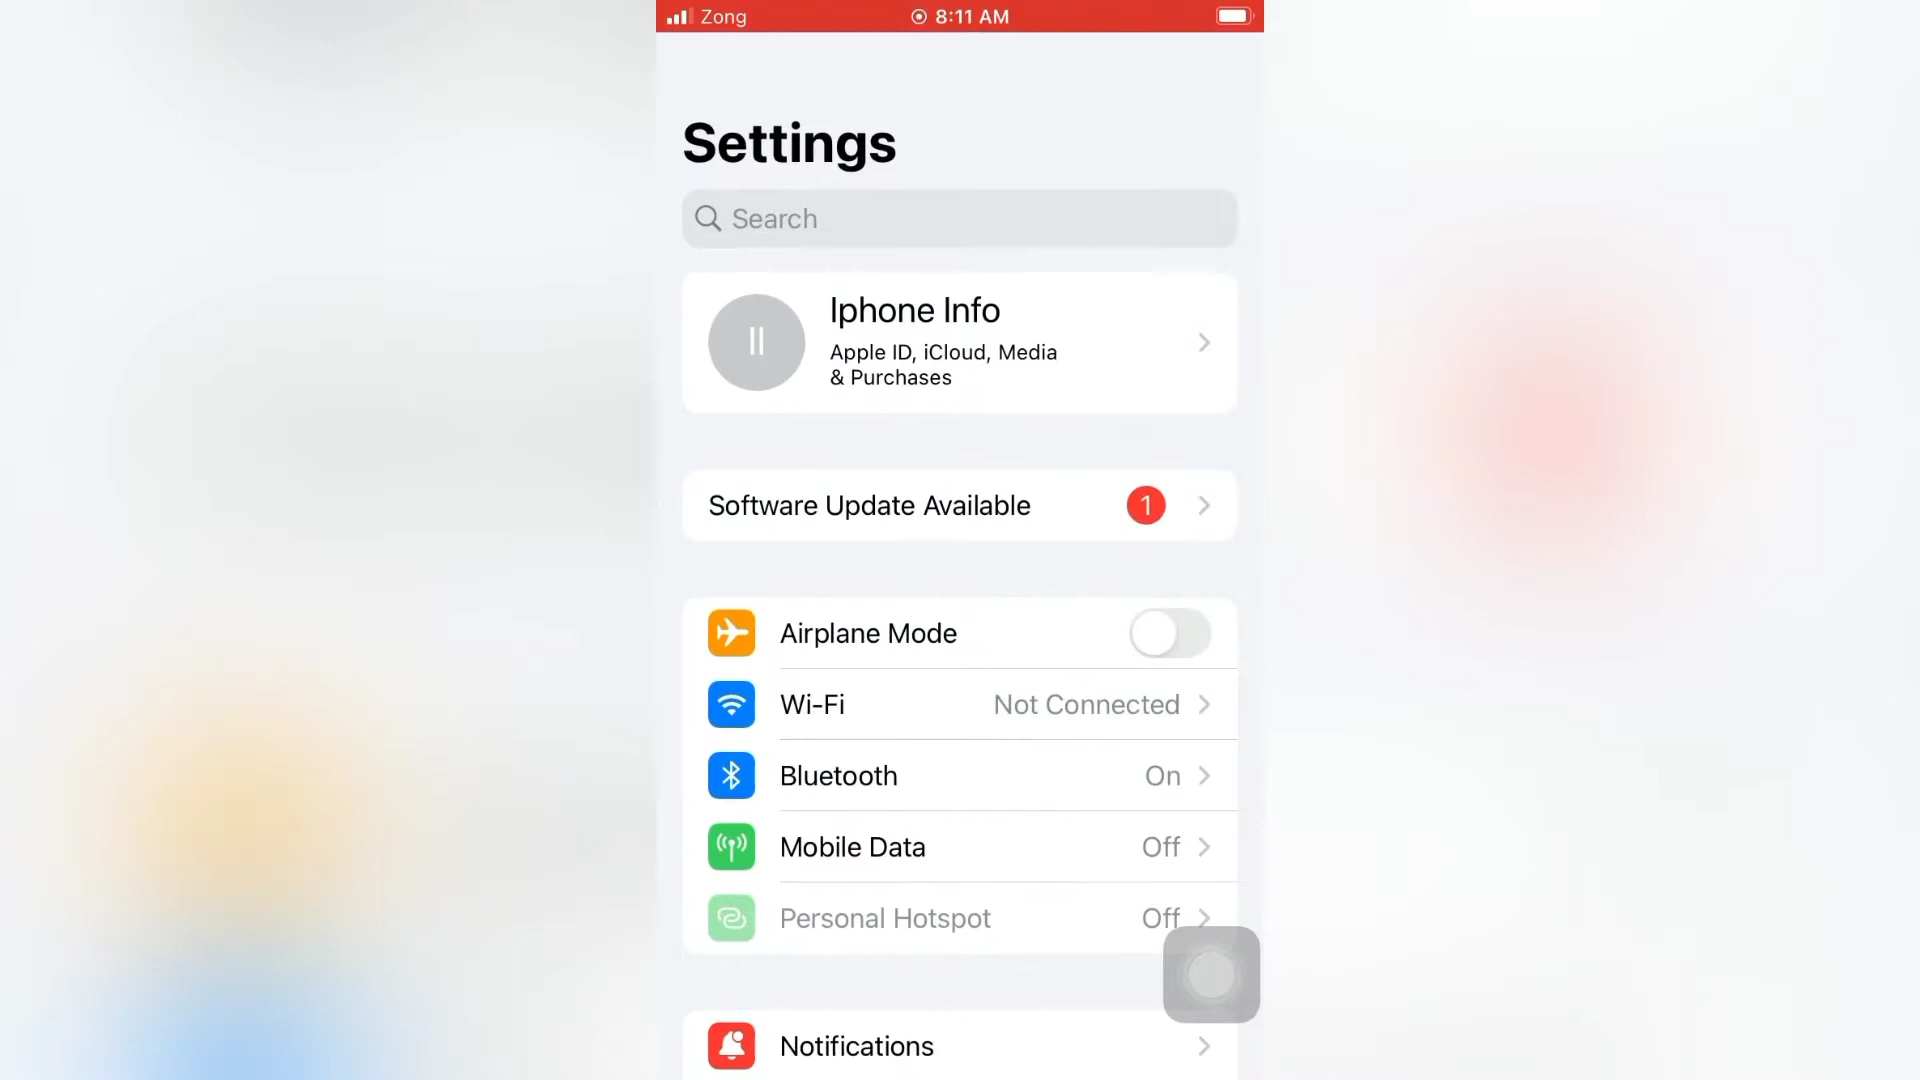 Zong 8:11 AM
Settings
Search
II
Iphone Info
Apple ID, iCloud, Media
& Purchases
Software Update Available 1
Airplane Mode
Wi-Fi Not Connected
Bluetooth On
Mobile Data Off
Personal Hotspot Off
Notifications